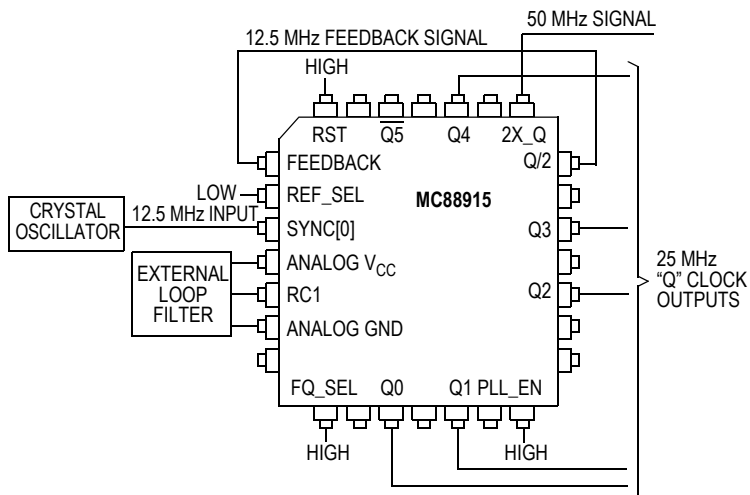 50 MHz SIGNAL
12.5 MHz FEEDBACK SIGNAL
HIGH
RST Q5 Q4 2X_Q
FEEDBACK Q/2
LOW REF_SEL MC88915
CRYSTAL
OSCILLATOR
12.5 MHz INPUT
SYNC[0] Q3
ANALOG VCC
EXTERNAL
LOOP
FILTER
RC1 Q2
ANALOG GND
25 MHz
“Q” CLOCK
OUTPUTS
FQ_SEL Q0 Q1 PLL_EN
HIGH HIGH